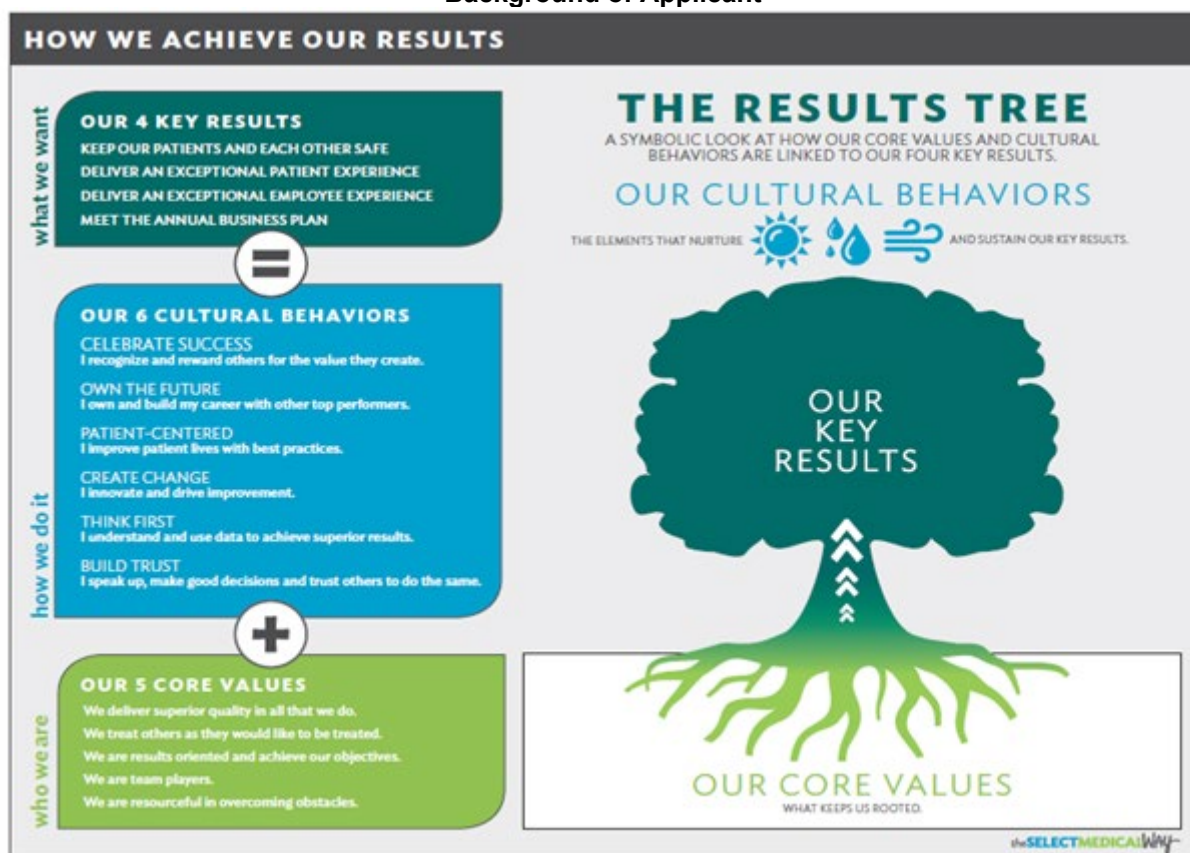 Background of Applicant
HOW WE ACHIEVE OUR RESULTS
what we want
OUR 4 KEY RESULTS
KEEP OUR PATIENTS AND EACH OTHER SAFE
DELIVER AN EXCEPTIONAL PATIENT EXPERIENCE
DELIVER AN EXCEPTIONAL EMPLOYEE EXPERIENCE
MEET THE ANNUAL BUSINESS PLAN
=
how we do it
OUR 6 CULTURAL BEHAVIORS
CELEBRATE SUCCESS
I recognize and reward others for the value they create.
OWN THE FUTURE
I own and build my career with other top performers.
PATIENT-CENTERED
I improve patient lives with best practices.
CREATE CHANGE
I innovate and drive improvement.
THINK FIRST
I understand and use data to achieve superior results.
BUILD TRUST
I speak up, make good decisions and trust others to do the same.
+
who we are
OUR 5 CORE VALUES
We deliver superior quality in all that we do.
We treat others as they would like to be treated.
We are results oriented and achieve our objectives.
We are team players.
We are resourceful in overcoming obstacles.
THE RESULTS TREE
A SYMBOLIC LOOK AT HOW OUR CORE VALUES AND CULTURAL
BEHAVIORS ARE LINKED TO OUR FOUR KEY RESULTS.
OUR CULTURAL BEHAVIORS
THE ELEMENTS THAT NURTURE AND SUSTAIN OUR KEY RESULTS.
OUR
KEY
RESULTS
OUR CORE VALUES
WHAT KEEPS US ROOTED.
the SELECT MEDICAL WAY